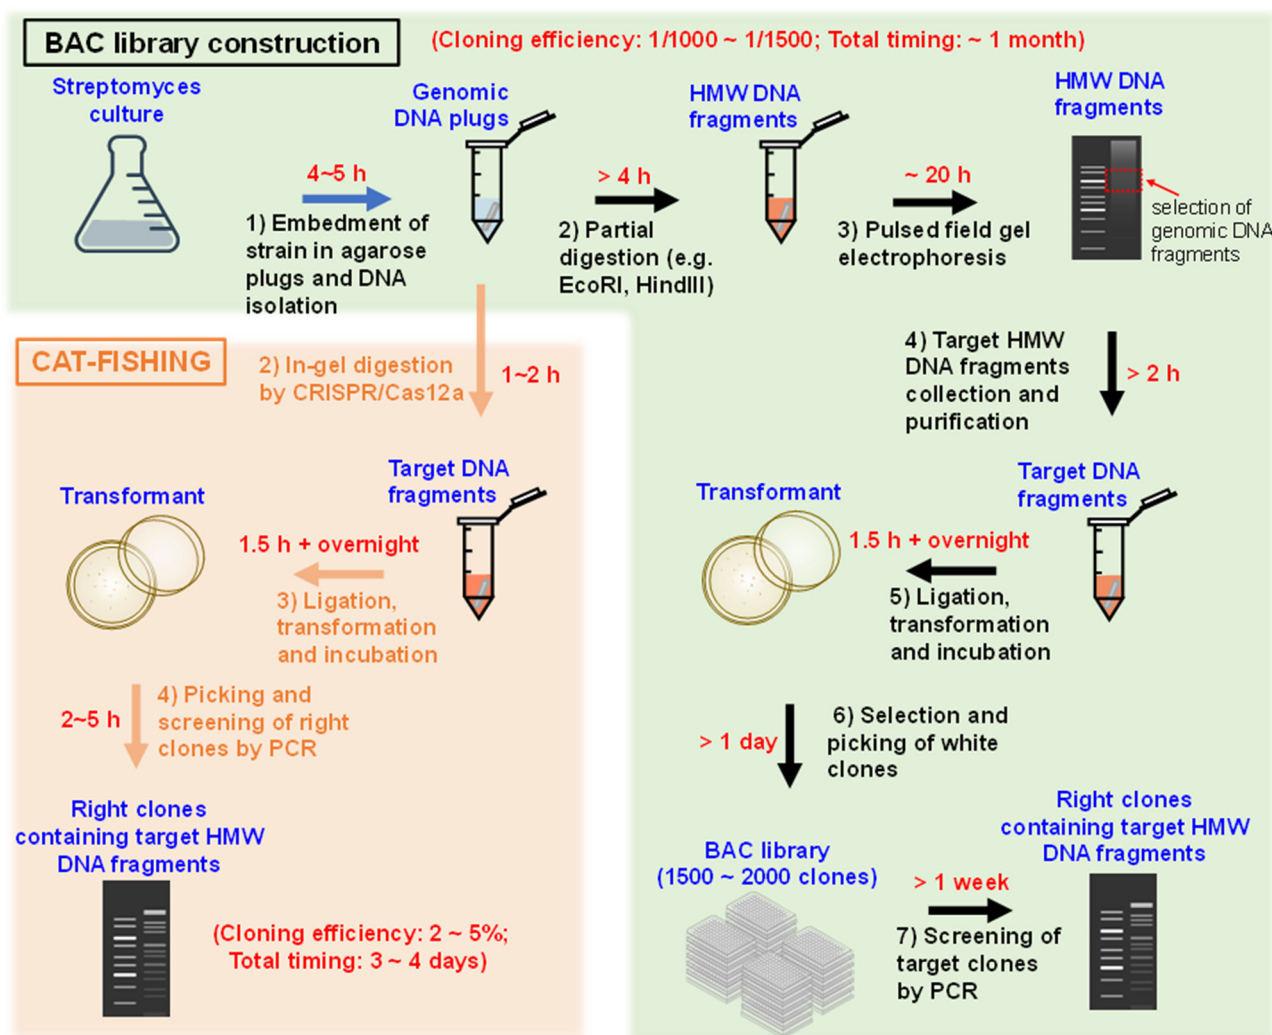 BAC library construction
(Cloning efficiency: 1/1000 ~ 1/1500; Total timing: ~ 1 month)
Streptomyces
culture
4~5 h
1) Embedment of
strain in agarose
plugs and DNA
isolation
Genomic
DNA plugs
> 4 h
2) Partial
digestion (e.g.
EcoRI, HindIII)
HMW DNA
fragments
~ 20 h
3) Pulsed field gel
electrophoresis
HMW DNA
fragments
selection of
genomic DNA
fragments
4) Target HMW
DNA fragments
collection and
purification
> 2 h
Target DNA
fragments
1.5 h + overnight
5) Ligation,
transformation
and incubation
Transformant
> 1 day
6) Selection and
picking of white
clones
BAC library
(1500 ~ 2000 clones)
> 1 week
7) Screening of
target clones
by PCR
Right clones
containing target HMW
DNA fragments
CAT-FISHING
2) In-gel digestion
by CRISPR/Cas12a
1~2 h
Target DNA
fragments
1.5 h + overnight
3) Ligation,
transformation
and incubation
Transformant
2~5 h
4) Picking and
screening of right
clones by PCR
Right clones
containing target HMW
DNA fragments
(Cloning efficiency: 2 ~ 5%;
Total timing: 3 ~ 4 days)